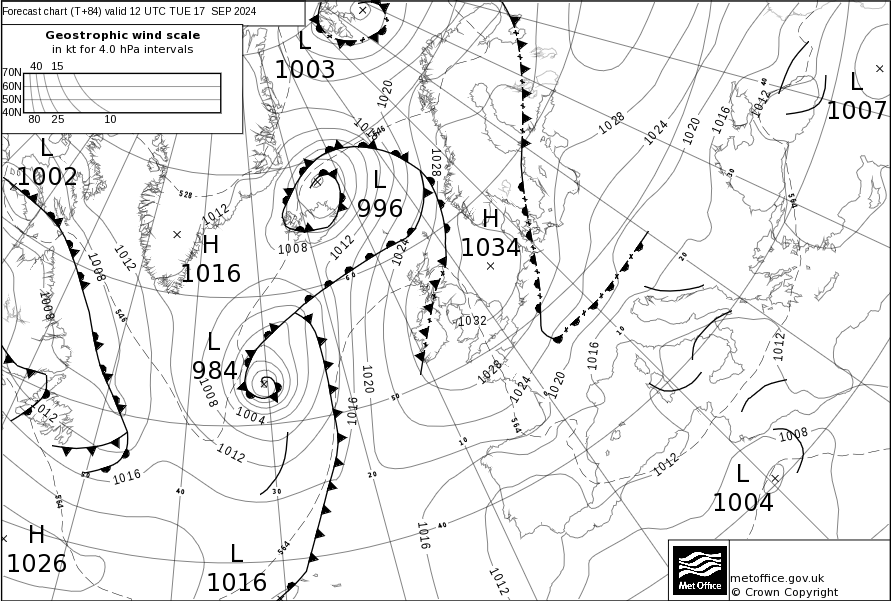 Forecast chart (T+84) valid 12 UTC TUE 17 SEP 2024
Geostrophic wind scale
in kt for 4.0 hPa intervals
40 15
70N
60N
50N
40N
80 25 10
L
1003
L
1007
L
1002
L
996
H
1034
H
1016
L
984
L
1004
H
1026
L
1016
1020
1028
1024
1020
1016
1012
1028
1012
1008
1012
1024
1008
1012
1008
1032
1028
1024
1020
1016
1012
1020
1016
1008
1004
1012
1012
1016
1008
1012
1016
1012
528
546
546
564
564
564
564
40
30
20
10
0
10
20
30
40
50
60
50
40
Met Office
metoffice.gov.uk
© Crown Copyright